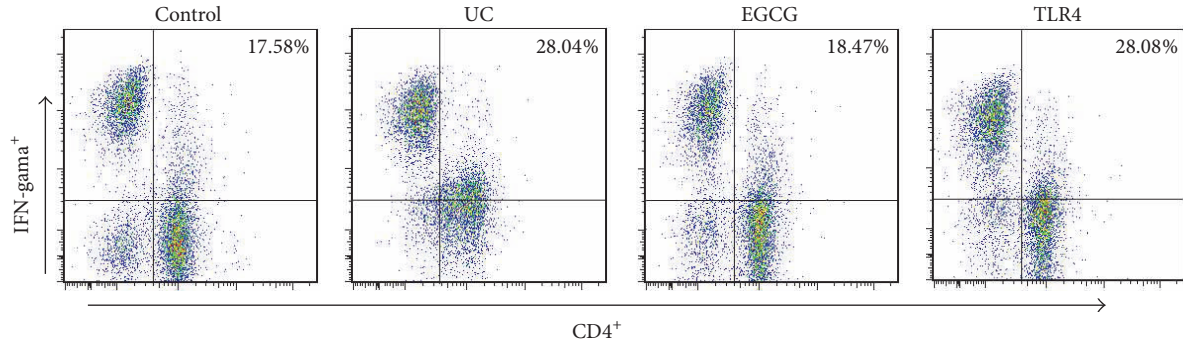 Control
UC
EGCG
TLR4
17.58%
28.04%
18.47%
28.08%
IFN-gama⁺
CD4⁺